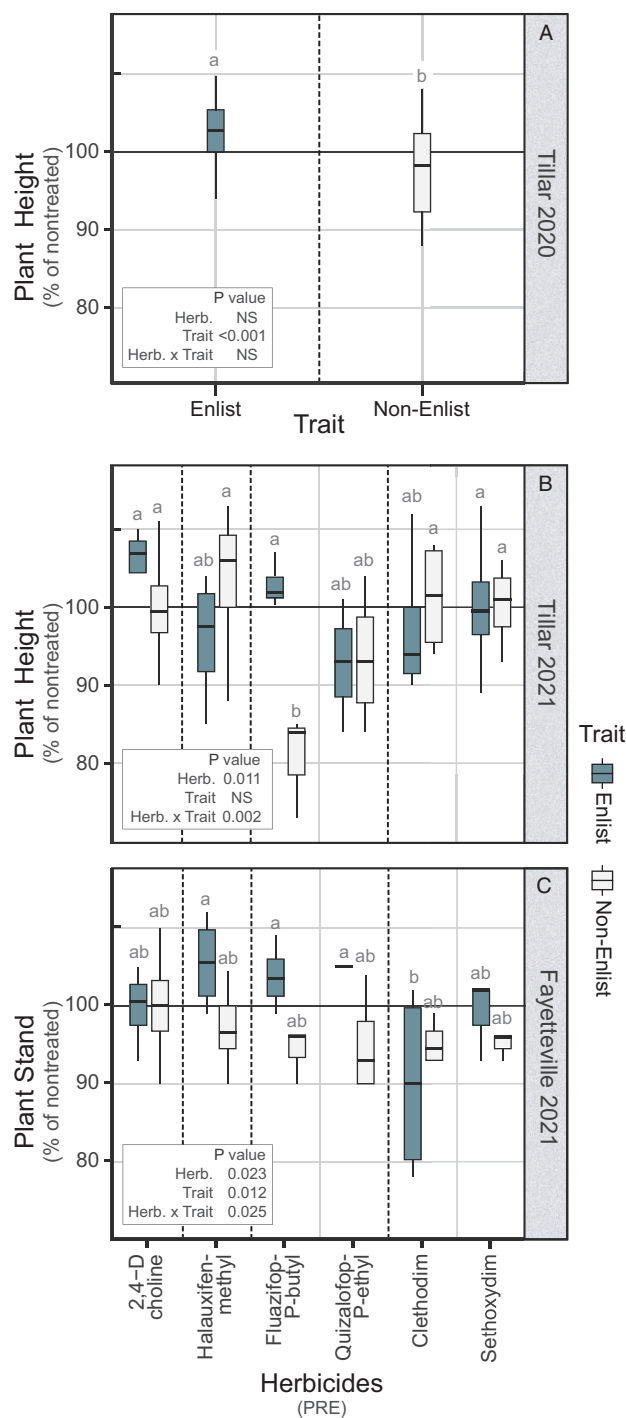 A
a
b
Plant Height
(% of nontreated)
100
90
80
P value
Herb. NS
Trait <0.001
Herb. x Trait NS
Tillar 2020
Enlist
Non-Enlist
Trait
B
a
a
ab
a
a
b
ab
ab
ab
a
a
a
Plant Height
(% of nontreated)
100
90
80
P value
Herb. 0.011
Trait NS
Herb. x Trait 0.002
Tillar 2021
Trait
Enlist
Non-Enlist
C
ab
ab
a
ab
a
ab
a
ab
b
ab
ab
ab
Plant Stand
(% of nontreated)
100
90
80
P value
Herb. 0.023
Trait 0.012
Herb. x Trait 0.025
Fayetteville 2021
2,4−D
choline
Halauxifen-
methyl
Fluazifop-
P-butyl
Quizalofop-
P-ethyl
Clethodim
Sethoxydim
Herbicides
(PRE)